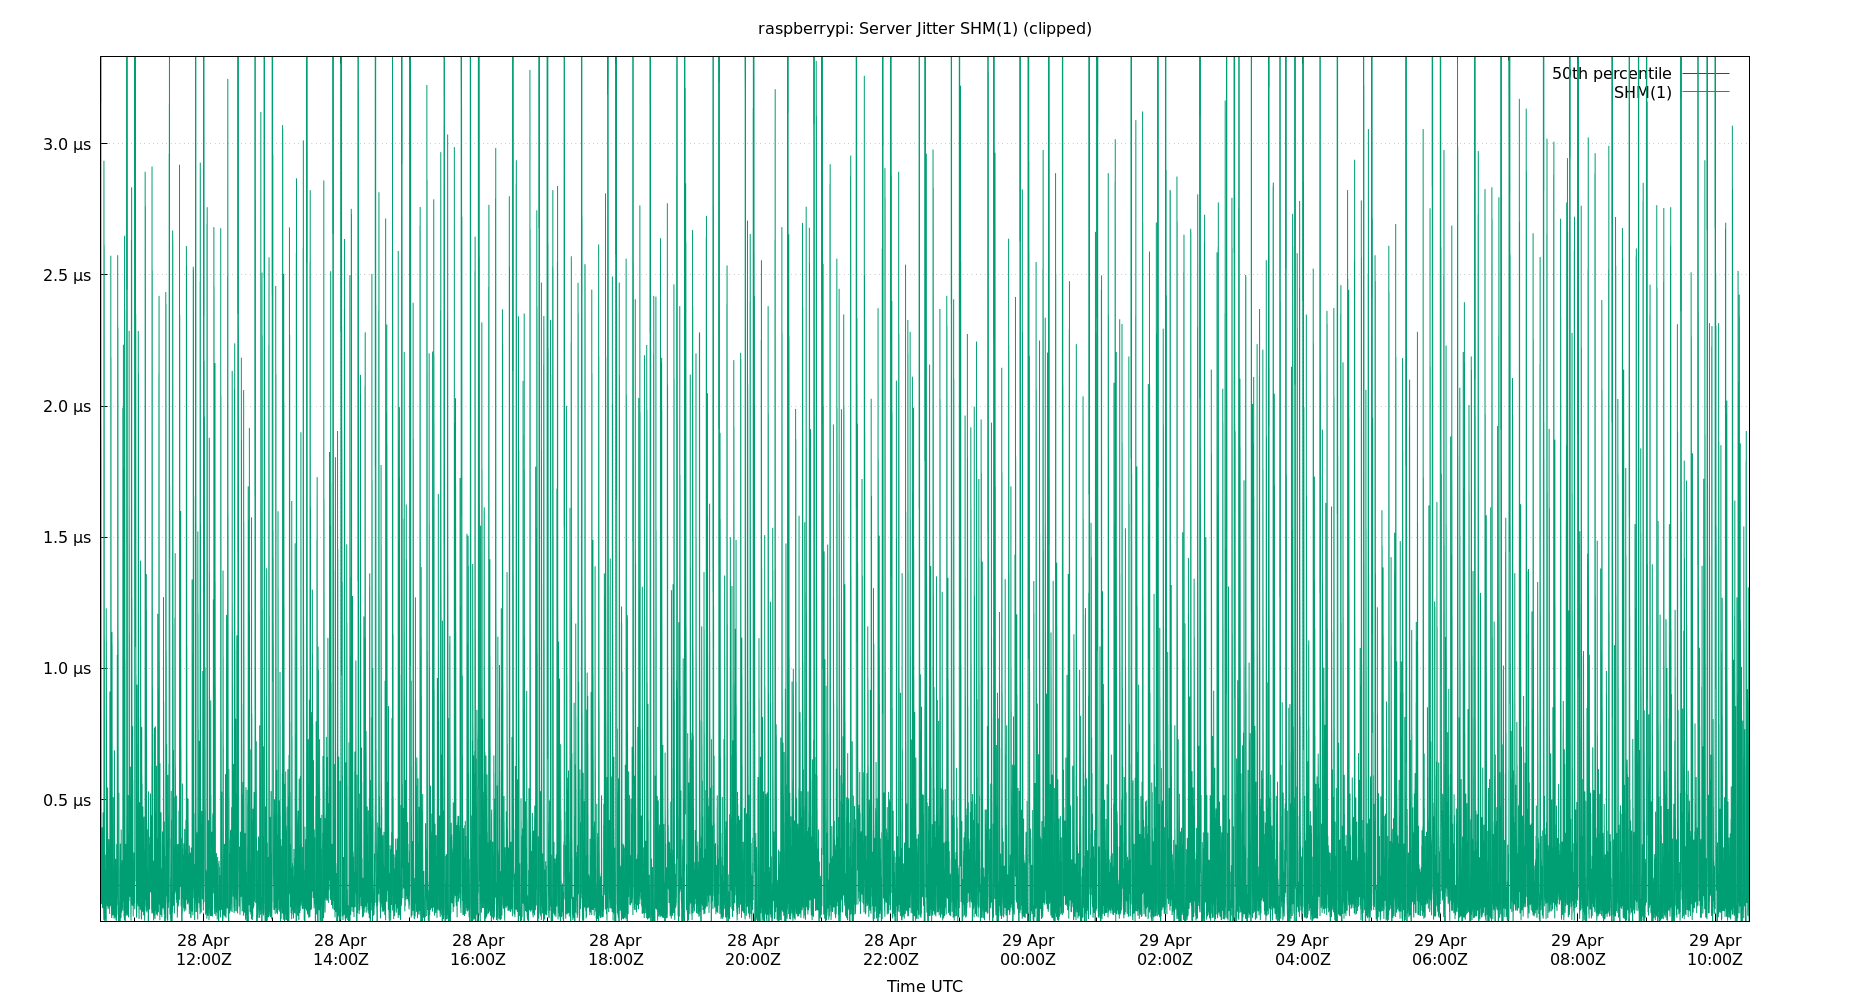 raspberrypi: Server Jitter SHM(1) (clipped)
50th percentile
SHM(1)
3.0 µs
2.5 µs
2.0 µs
1.5 µs
1.0 µs
0.5 µs
28 Apr 28 Apr 28 Apr 28 Apr 28 Apr 28 Apr 29 Apr 29 Apr 29 Apr 29 Apr 29 Apr 29 Apr
12:00Z 14:00Z 16:00Z 18:00Z 20:00Z 22:00Z 00:00Z 02:00Z 04:00Z 06:00Z 08:00Z 10:00Z
Time UTC